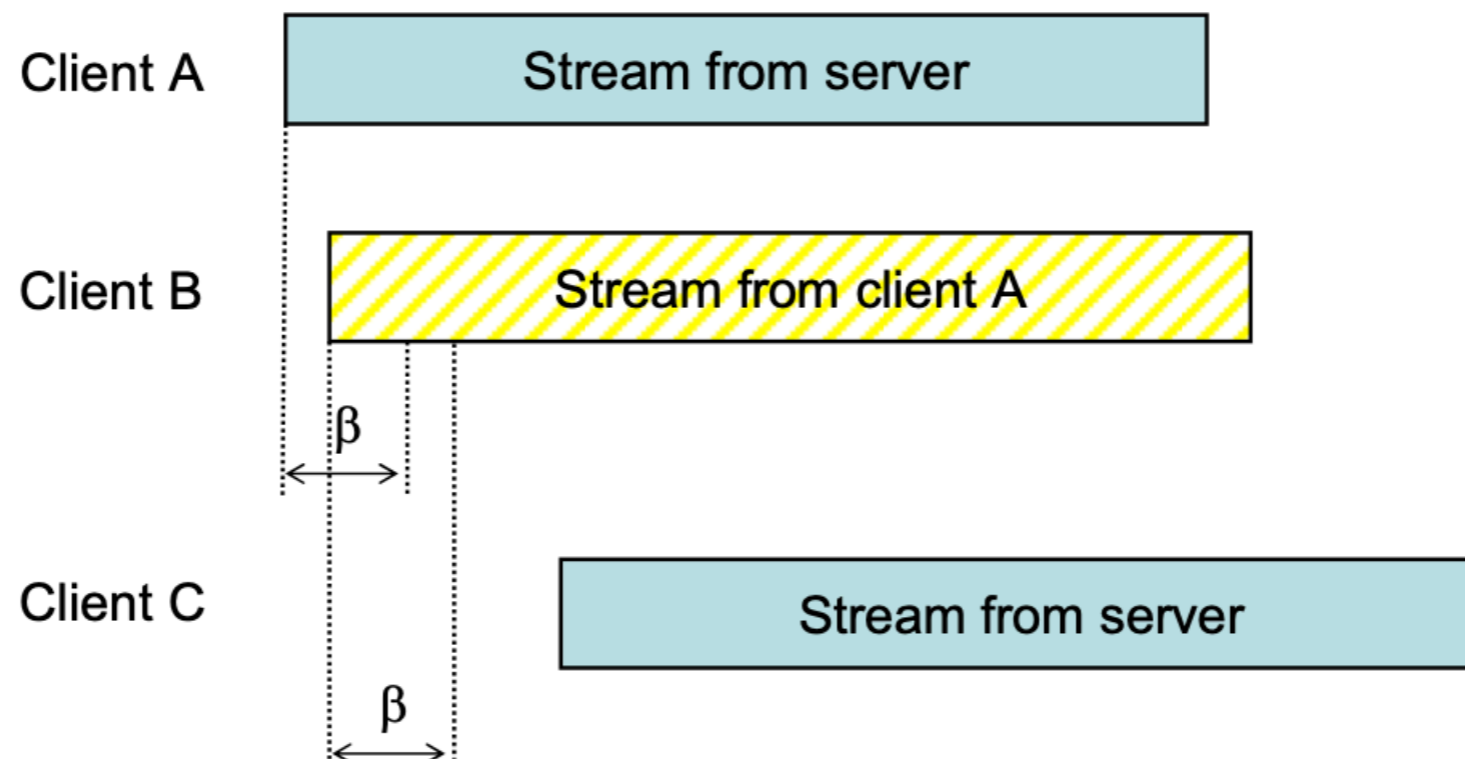 Client A
Stream from server
Client B
Stream from client A
β
Client C
Stream from server
β